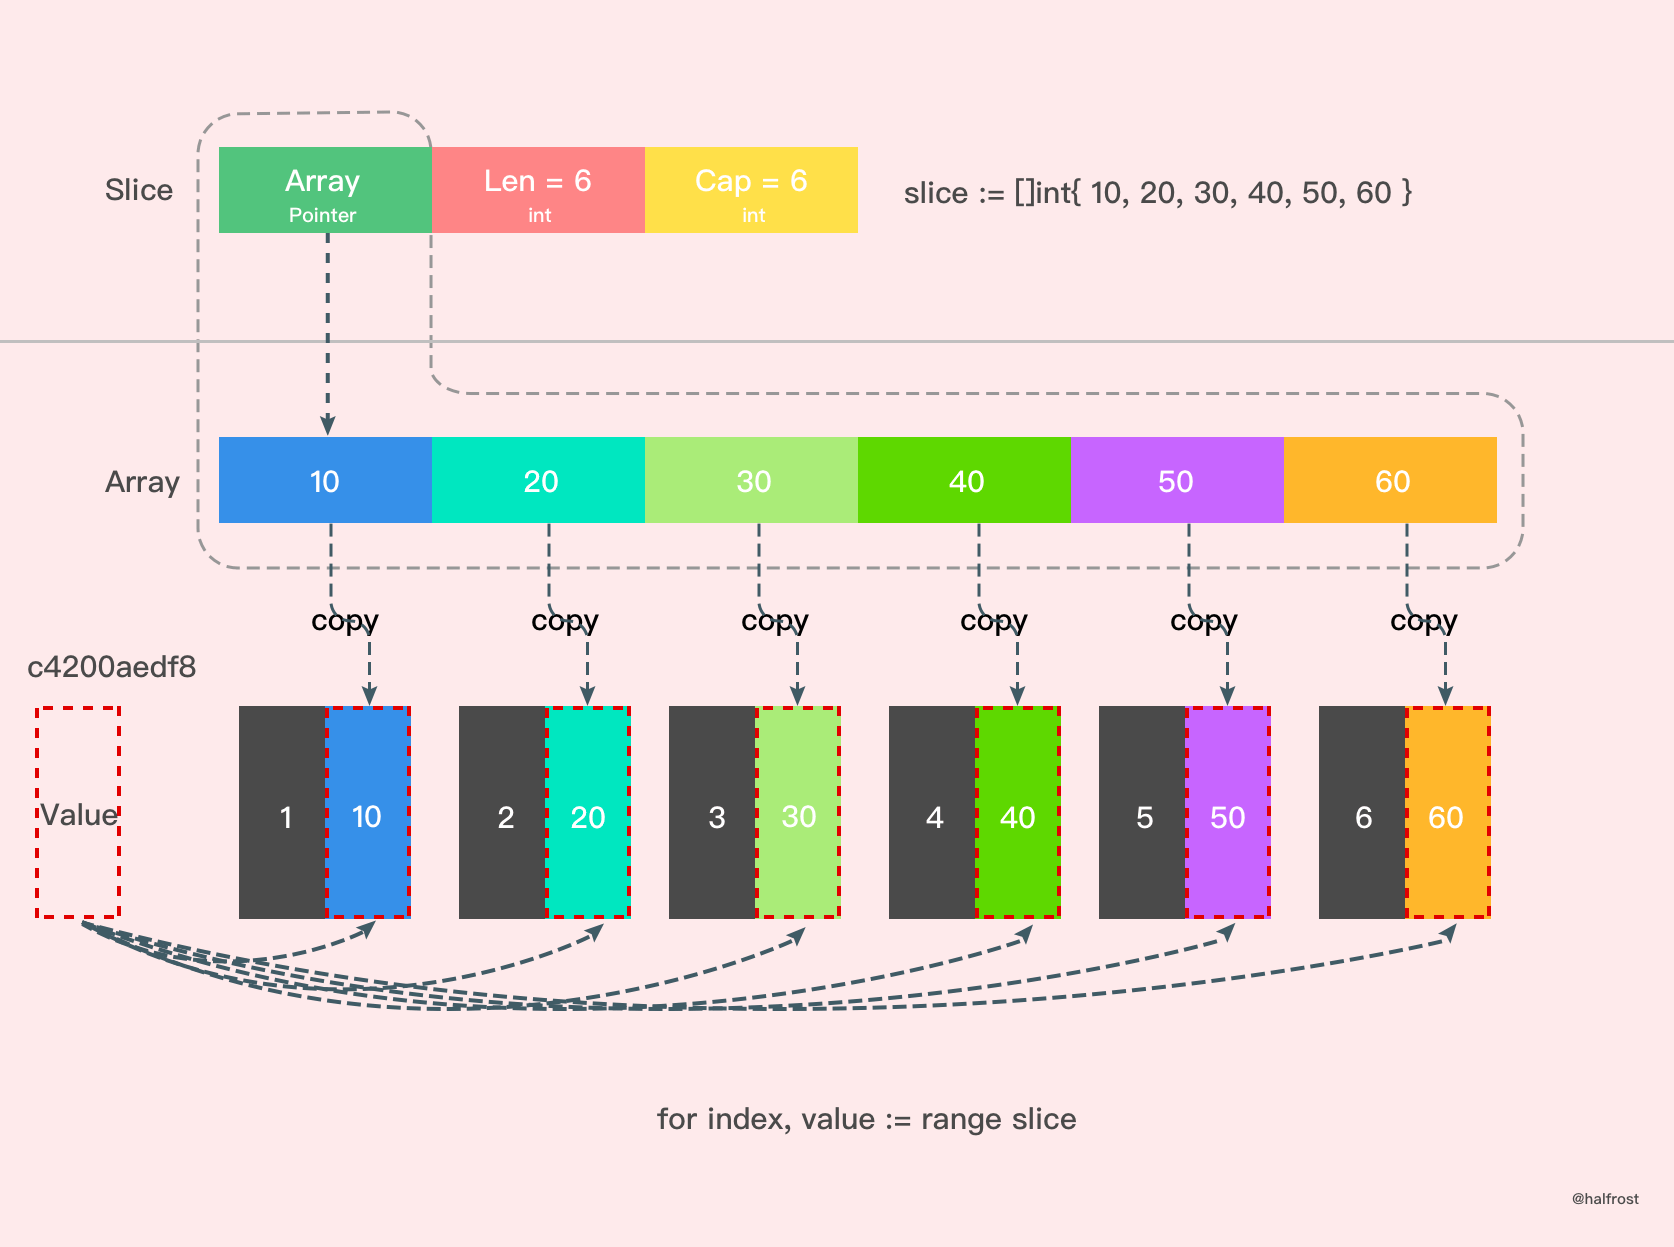 Slice
Array
Pointer
Len = 6
int
Cap = 6
int
slice := []int{ 10, 20, 30, 40, 50, 60 }
Array
10
20
30
40
50
60
copy
copy
copy
copy
copy
copy
c4200aedf8
Value
1
10
2
20
3
30
4
40
5
50
6
60
for index, value := range slice
@halfrost